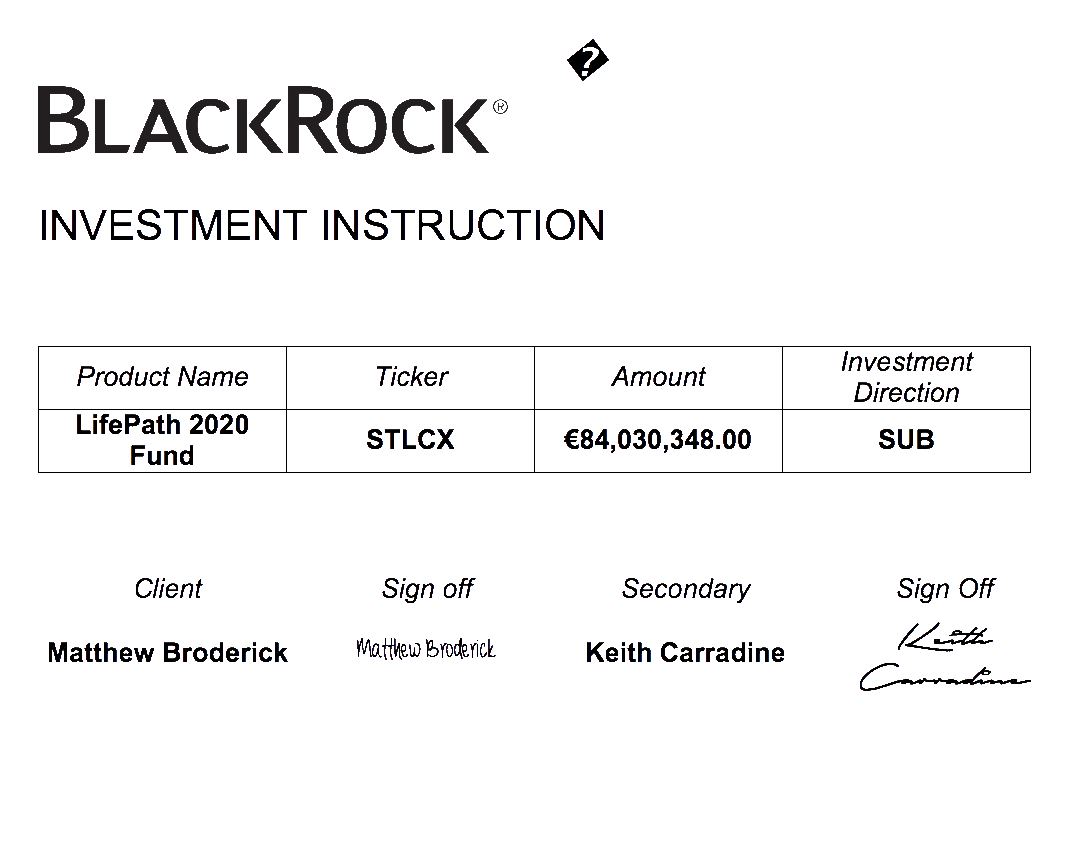 �
BLACKROCK®
INVESTMENT INSTRUCTION
Product Name Ticker Amount Investment Direction
LifePath 2020 Fund STLCX €84,030,348.00 SUB
Client Sign off Secondary Sign Off
Matthew Broderick Matthew Broderick Keith Carradine Keith Carradine